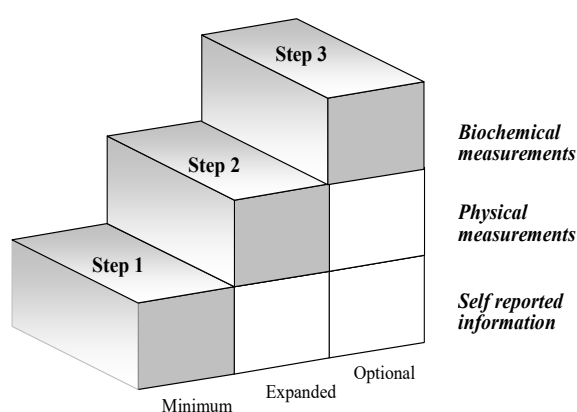 Step 3
Biochemical
measurements
Step 2
Physical
measurements
Step 1
Self reported
information
Optional
Expanded
Minimum